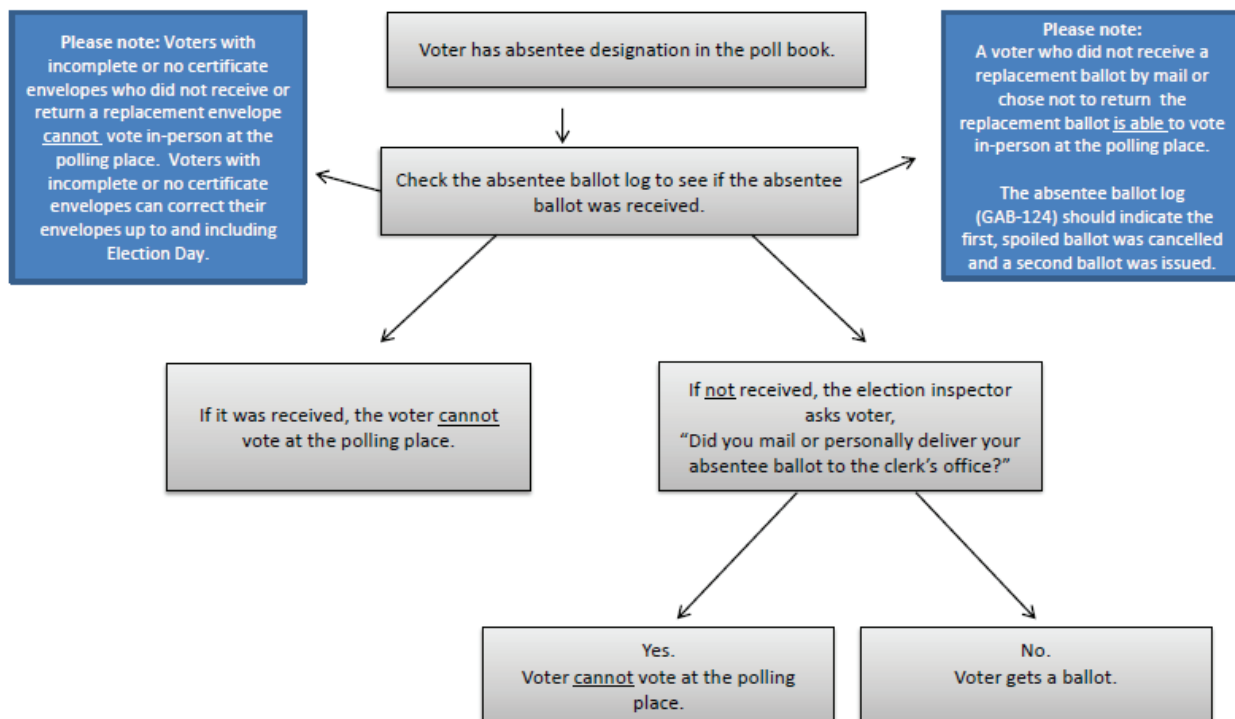 Please note: Voters with
incomplete or no certificate
envelopes who did not receive or
return a replacement envelope
cannot vote in-person at the
polling place. Voters with
incomplete or no certificate
envelopes can correct their
envelopes up to and including
Election Day.
Voter has absentee designation in the poll book.
Please note:
A voter who did not receive a
replacement ballot by mail or
chose not to return the
replacement ballot is able to vote
in-person at the polling place.
The absentee ballot log
(GAB-124) should indicate the
first, spoiled ballot was cancelled
and a second ballot was issued.
Check the absentee ballot log to see if the absentee
ballot was received.
If it was received, the voter cannot
vote at the polling place.
If not received, the election inspector
asks voter,
“Did you mail or personally deliver your
absentee ballot to the clerk’s office?”
Yes.
Voter cannot vote at the polling
place.
No.
Voter gets a ballot.